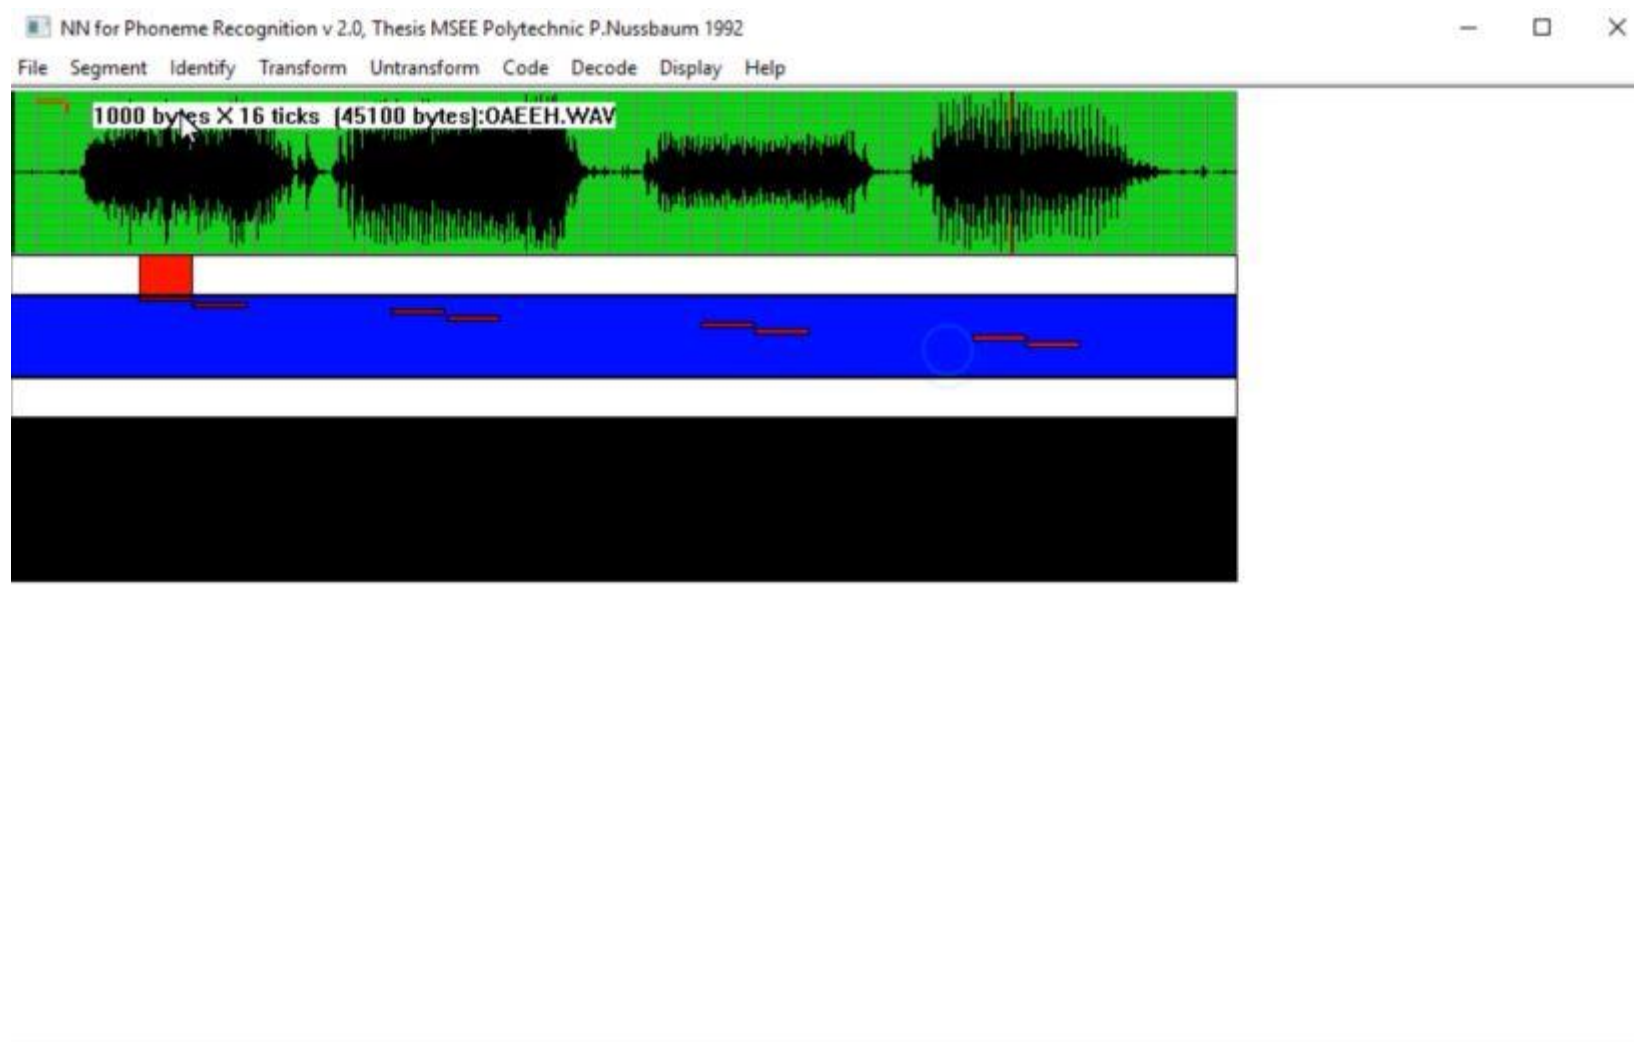 NN for Phoneme Recognition v 2.0, Thesis MSEE Polytechnic P.Nussbaum 1992
File Segment Identify Transform Untransform Code Decode Display Help
1000 bytes X 16 ticks (45100 bytes):OAEEH.WAV